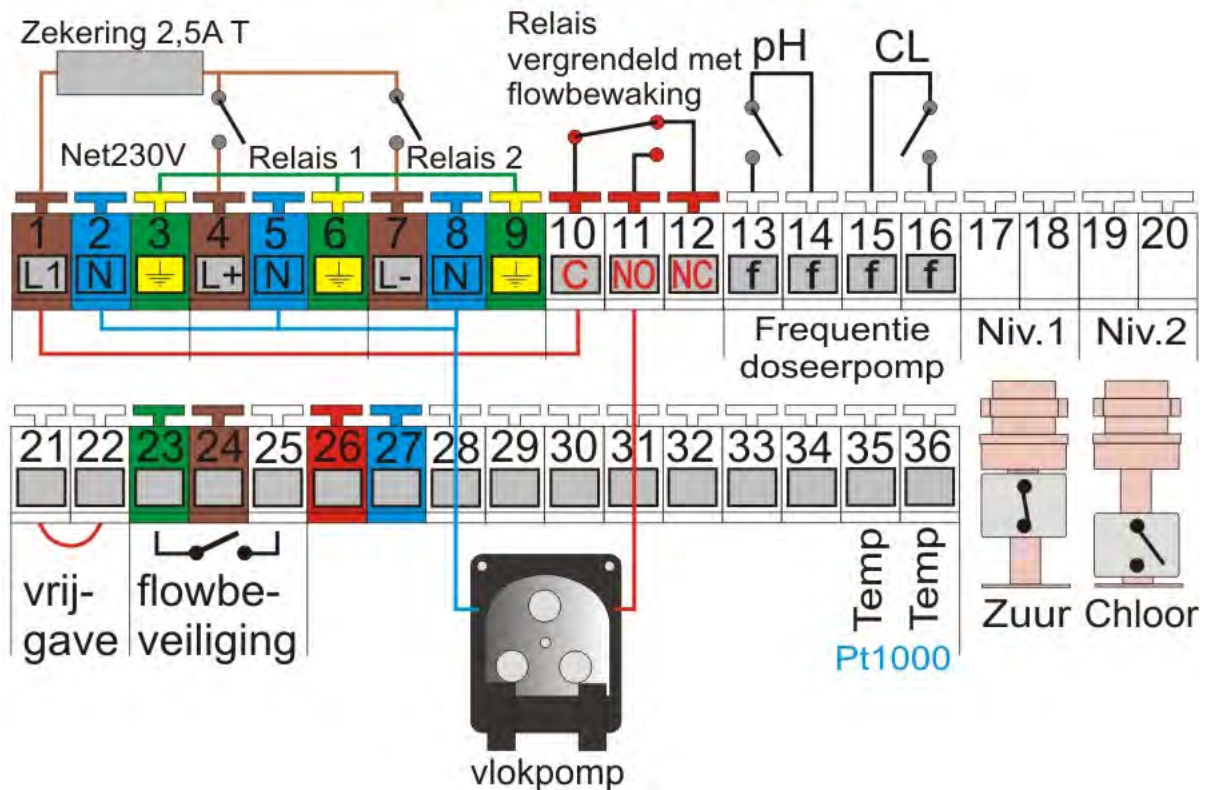 Zekering 2,5A T
Relais
vergrendeld met
flowbewaking
pH
CL
Net230V
Relais 1
Relais 2
1 2 3 4 5 6 7 8 9 10 11 12 13 14 15 16 17 18 19 20
L1 N L+ N L- N C NO NC f f f f
Frequentie
doseerpomp
Niv.1
Niv.2
21 22 23 24 25 26 27 28 29 30 31 32 33 34 35 36
vrij-
gave
flowbe-
veiliging
Temp
Temp
Pt1000
Zuur
Chloor
vlokpomp